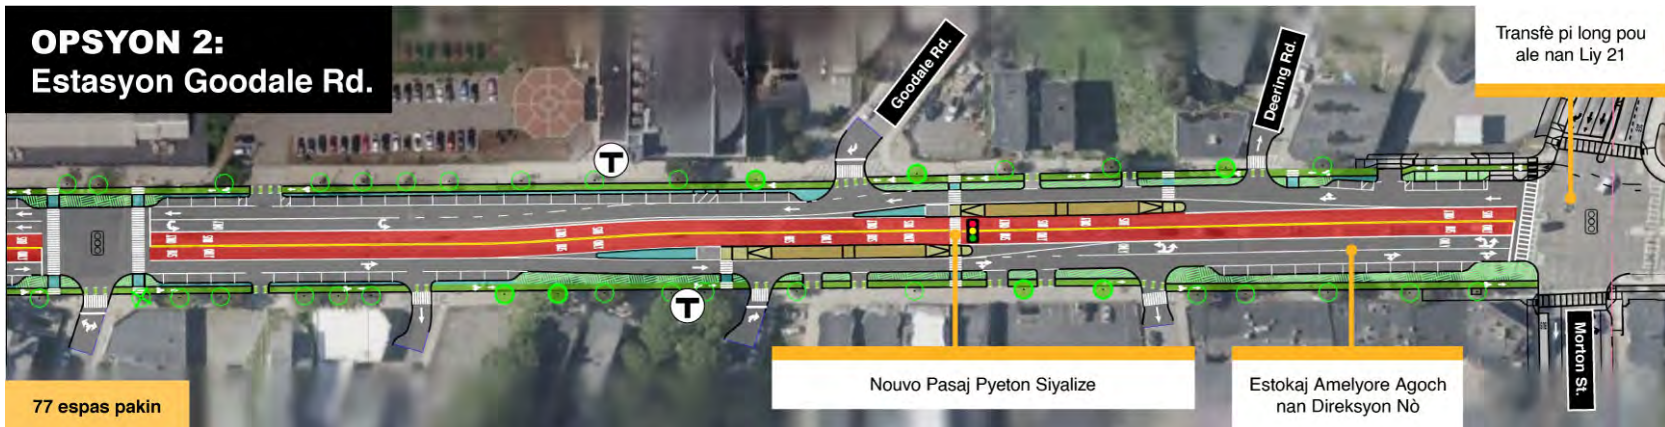 OPSYON 2:
Estasyon Goodale Rd.
Goodale Rd.
Deering Rd.
Transfè pi long pou
ale nan Liy 21
T
T
Nouvo Pasaj Pyeton Siyalize
Estokaj Amelyore Agoch
nan Direksyon Nò
Morton St.
77 espas pakin